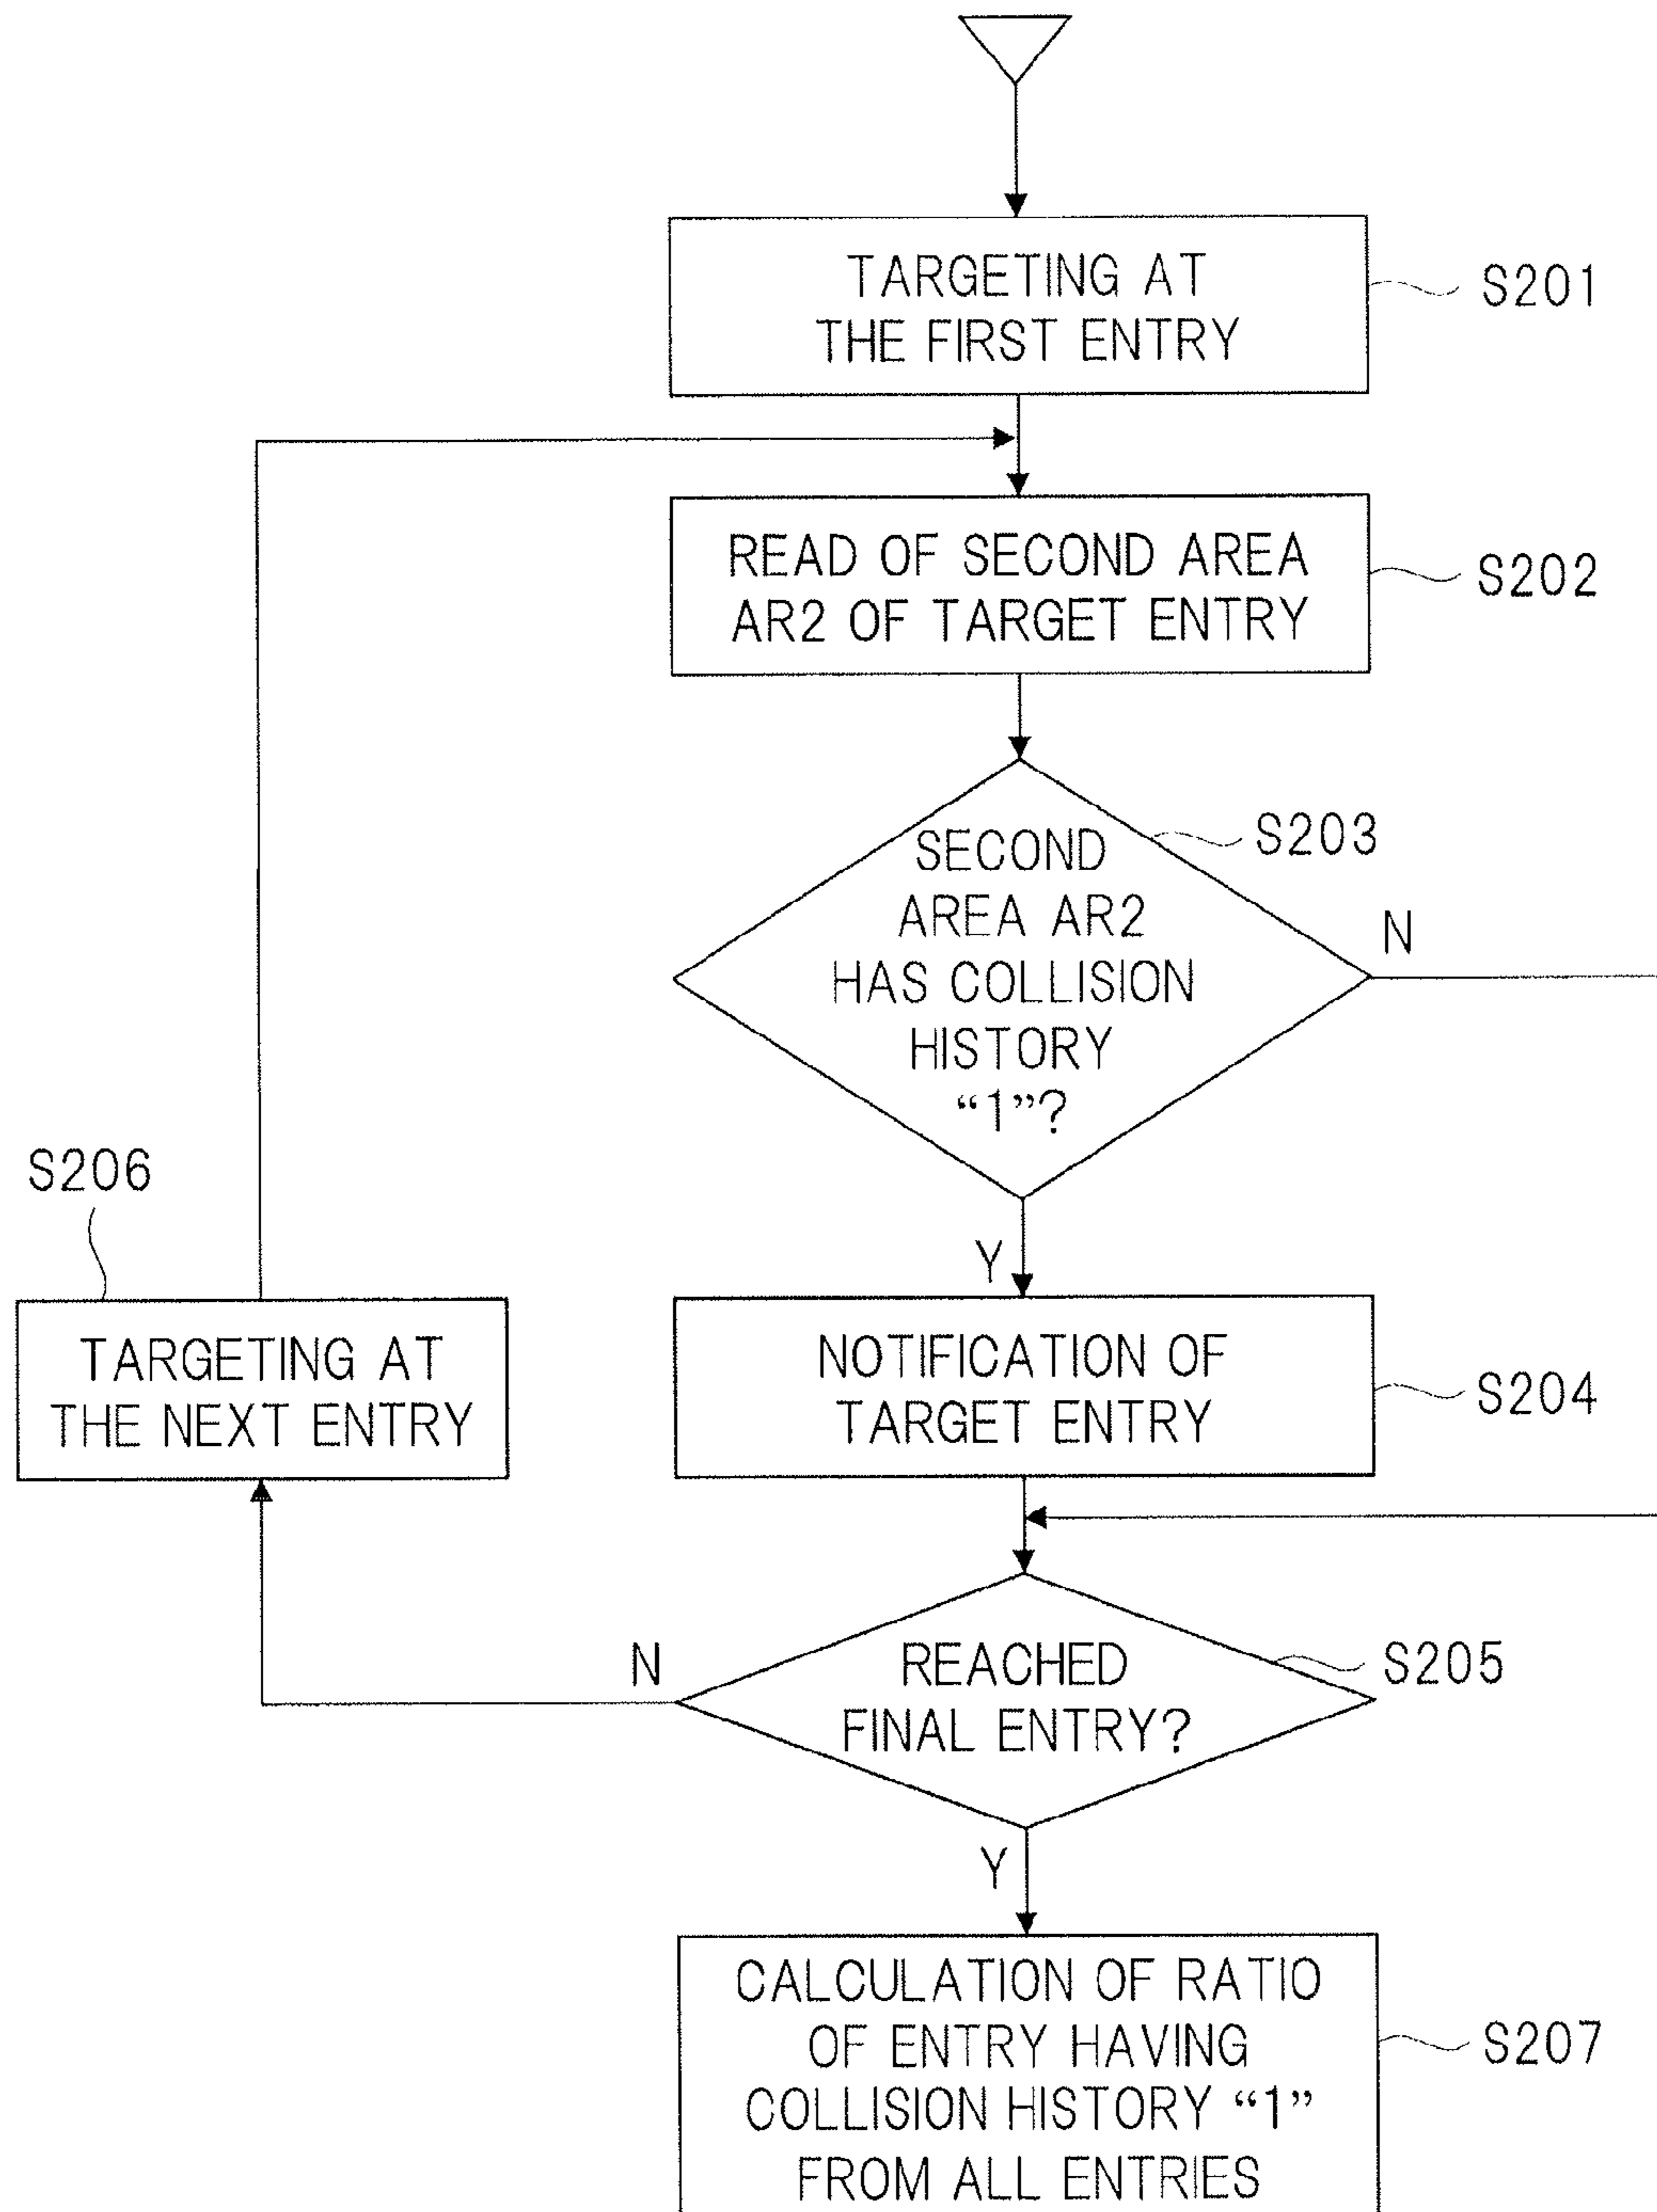 TARGETING AT
THE FIRST ENTRY
S201
READ OF SECOND AREA
AR2 OF TARGET ENTRY
S202
SECOND
AREA AR2
HAS COLLISION
HISTORY
“1”?
S203
N
Y
S206
TARGETING AT
THE NEXT ENTRY
NOTIFICATION OF
TARGET ENTRY
S204
N
REACHED
FINAL ENTRY?
S205
Y
CALCULATION OF RATIO
OF ENTRY HAVING
COLLISION HISTORY “1”
FROM ALL ENTRIES
S207